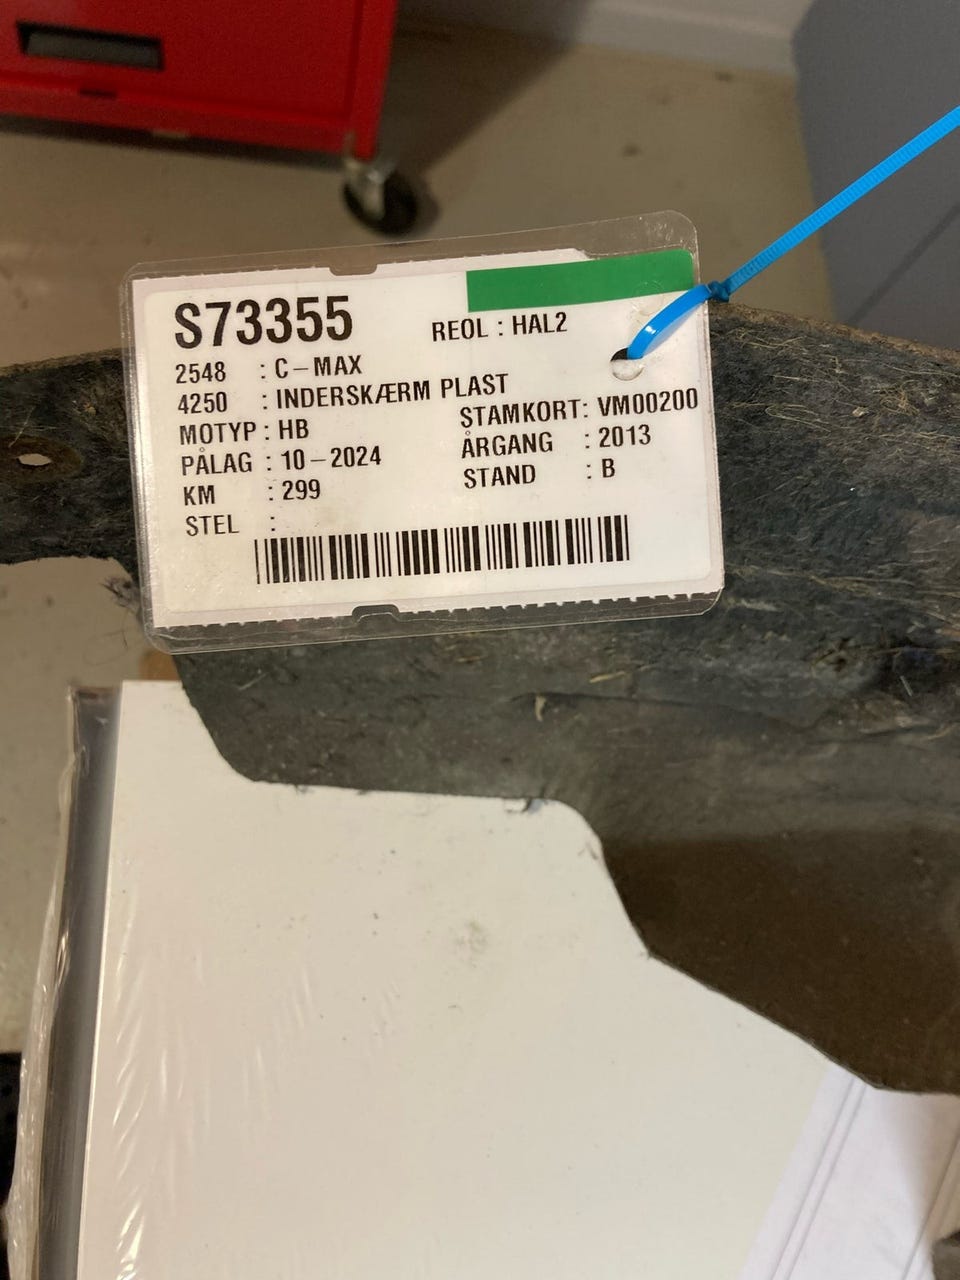 S73355 REOL : HAL2
2548 : C-MAX
4250 : INDERSKÆRM PLAST
MOTYP : HB STAMKORT: VM00200
PÅLAG : 10-2024 ÅRGANG : 2013
KM : 299 STAND : B
STEL :